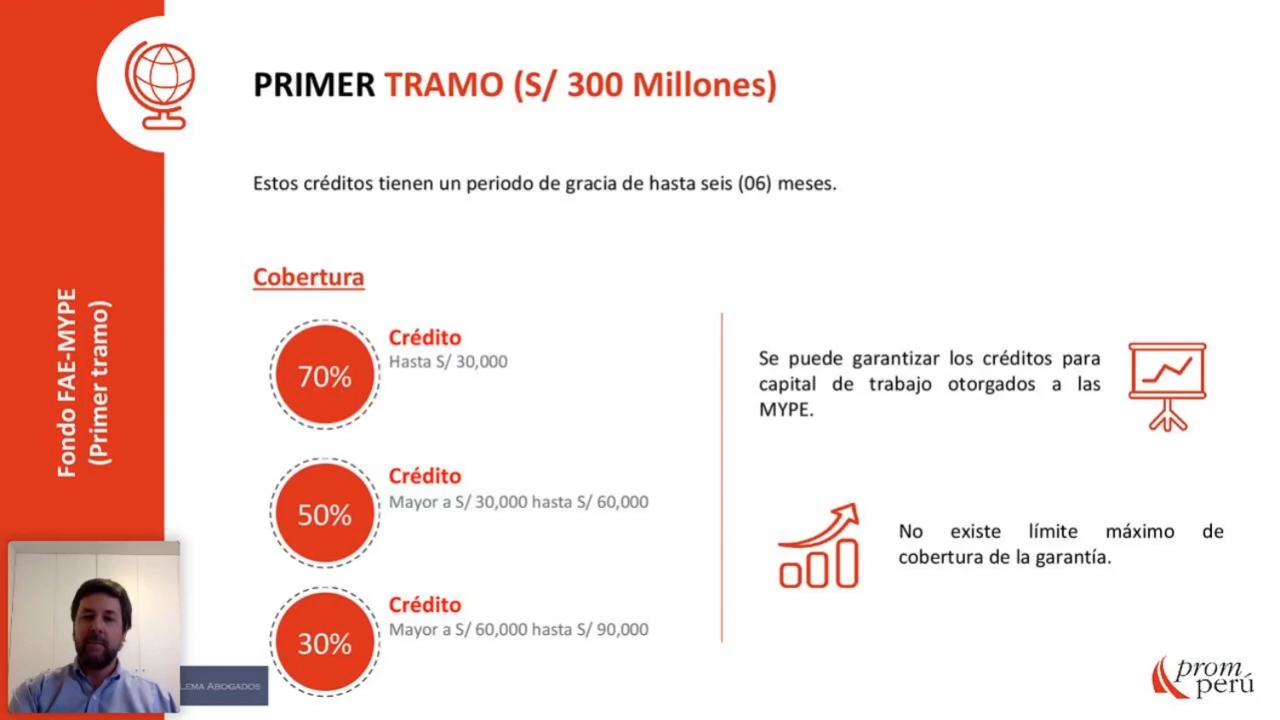 PRIMER TRAMO (S/ 300 Millones)
Estos créditos tienen un periodo de gracia de hasta seis (06) meses.
Fondo FAE-MYPE
(Primer tramo)
Cobertura
70%
Crédito
Hasta S/ 30,000
50%
Crédito
Mayor a S/ 30,000 hasta S/ 60,000
30%
Crédito
Mayor a S/ 60,000 hasta S/ 90,000
Se puede garantizar los créditos para
capital de trabajo otorgados a las
MYPE.
No existe límite máximo de
cobertura de la garantía.
ABOGADOS
prom
perú